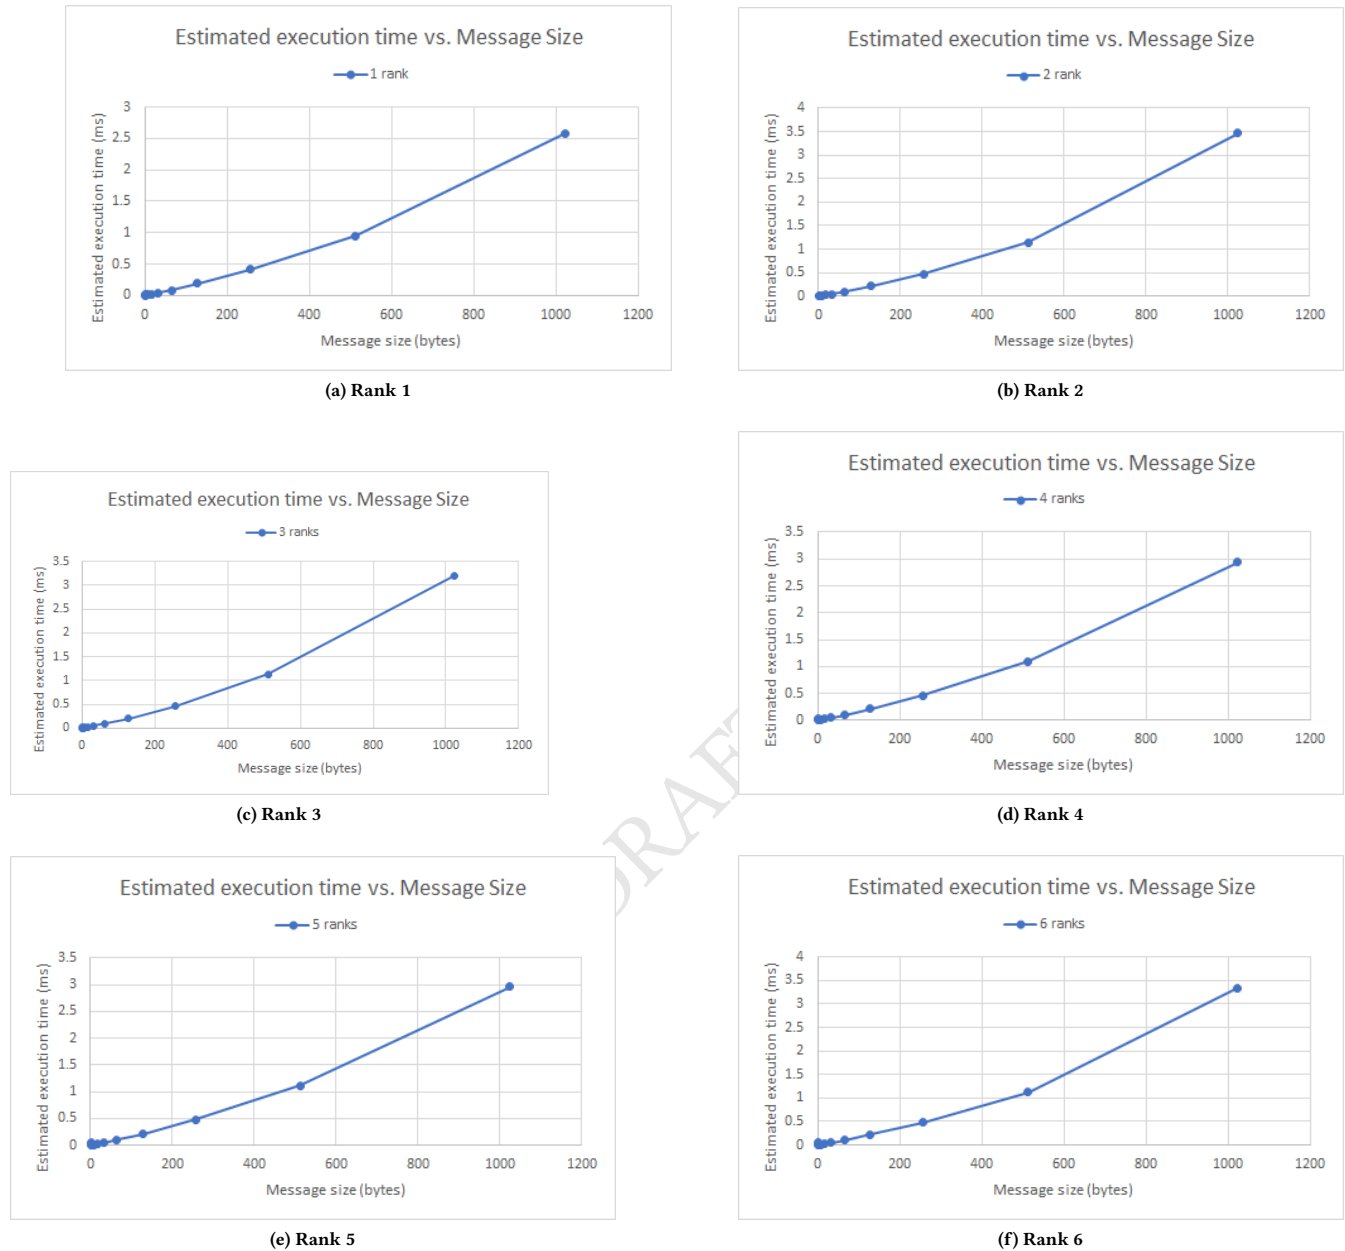 Estimated execution time vs. Message Size
1 rank
Estimated execution time (ms)
3
2.5
2
1.5
1
0.5
0
0 200 400 600 800 1000 1200
Message size (bytes)
(a) Rank 1
Estimated execution time vs. Message Size
2 rank
Estimated execution time (ms)
4
3.5
3
2.5
2
1.5
1
0.5
0
0 200 400 600 800 1000 1200
Message size (bytes)
(b) Rank 2
Estimated execution time vs. Message Size
3 ranks
Estimated execution time (ms)
3.5
3
2.5
2
1.5
1
0.5
0
0 200 400 600 800 1000 1200
Message size (bytes)
(c) Rank 3
Estimated execution time vs. Message Size
4 ranks
Estimated execution time (ms)
3.5
3
2.5
2
1.5
1
0.5
0
0 200 400 600 800 1000 1200
Message size (bytes)
(d) Rank 4
DRAFT
Estimated execution time vs. Message Size
5 ranks
Estimated execution time (ms)
3.5
3
2.5
2
1.5
1
0.5
0
0 200 400 600 800 1000 1200
Message size (bytes)
(e) Rank 5
Estimated execution time vs. Message Size
6 ranks
Estimated execution time (ms)
4
3.5
3
2.5
2
1.5
1
0.5
0
0 200 400 600 800 1000 1200
Message size (bytes)
(f) Rank 6